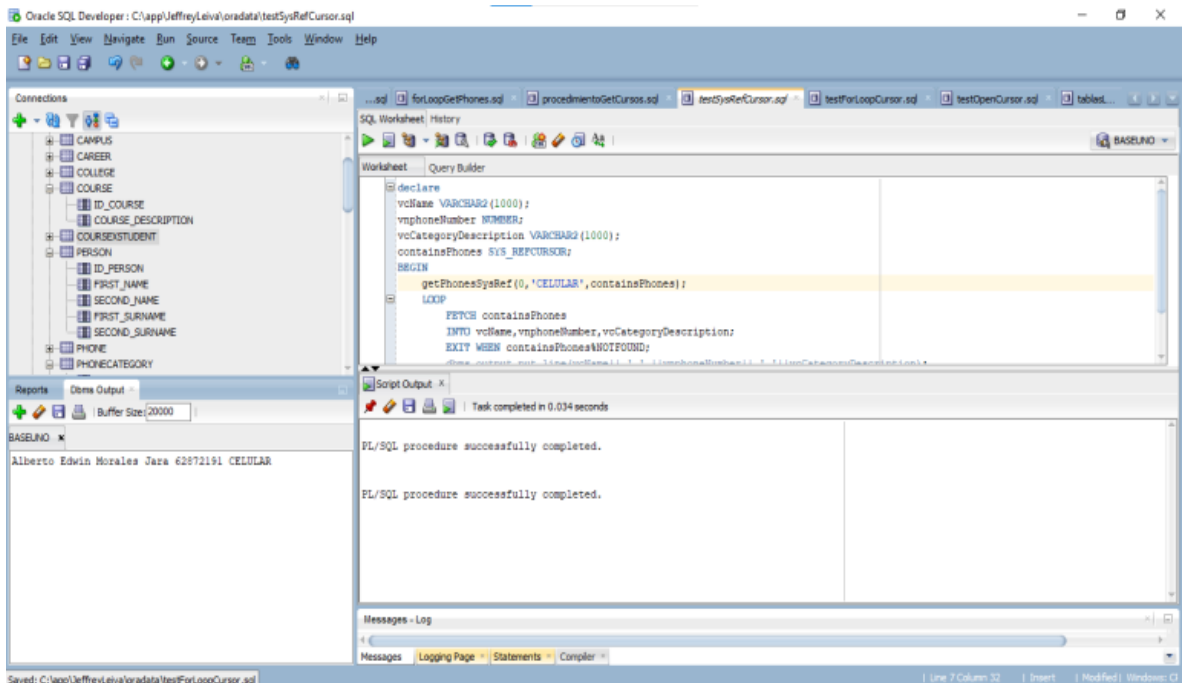 Oracle SQL Developer : C:\app\JeffreyLeiva\oradata\testSysRefCursor.sql
File Edit View Navigate Run Source Team Tools Window Help
Connections
CAMPUS
CAREER
COLLEGE
COURSE
ID_COURSE
COURSE_DESCRIPTION
COURSEXSTUDENT
PERSON
ID_PERSON
FIRST_NAME
SECOND_NAME
FIRST_SURNAME
SECOND_SURNAME
PHONE
PHONECATEGORY
Reports Dbms Output
Buffer Size: 20000
BASEUNO
Alberto Edwin Morales Jara 62872191 CELULAR
...sql forLoopGetPhones.sql procedmientoGetCursos.sql testSysRefCursor.sql testForLoopCursor.sql testOpenCursor.sql tablesL...
SQL Worksheet History
BASEUNO
Worksheet Query Builder
declare
vcName VARCHAR2(1000);
vnphoneNumber NUMBER;
vcCategoryDescription VARCHAR2(1000);
containsPhones SYS_REFCURSOR;
BEGIN
getPhonesSysRef(0,'CELULAR',containsPhones);
LOOP
FETCH containsPhones
INTO vcName,vnphoneNumber,vcCategoryDescription;
EXIT WHEN containsPhones%NOTFOUND;
Script Output
Task completed in 0.034 seconds
PL/SQL procedure successfully completed.
PL/SQL procedure successfully completed.
Messages - Log
Messages Logging Page Statements Compiler
Saved: C:\app\JeffreyLeiva\oradata\testForLoopCursor.sql
Line 7 Column 32 Insert Modified Windows: Cl